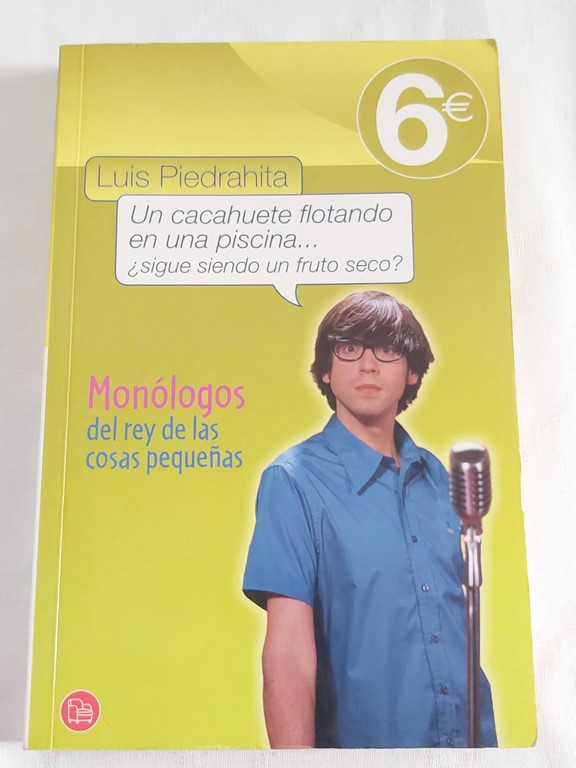 6€
Luis Piedrahita
Un cacahuete flotando
en una piscina...
¿sigue siendo un fruto seco?
Monólogos
del rey de las
cosas pequeñas